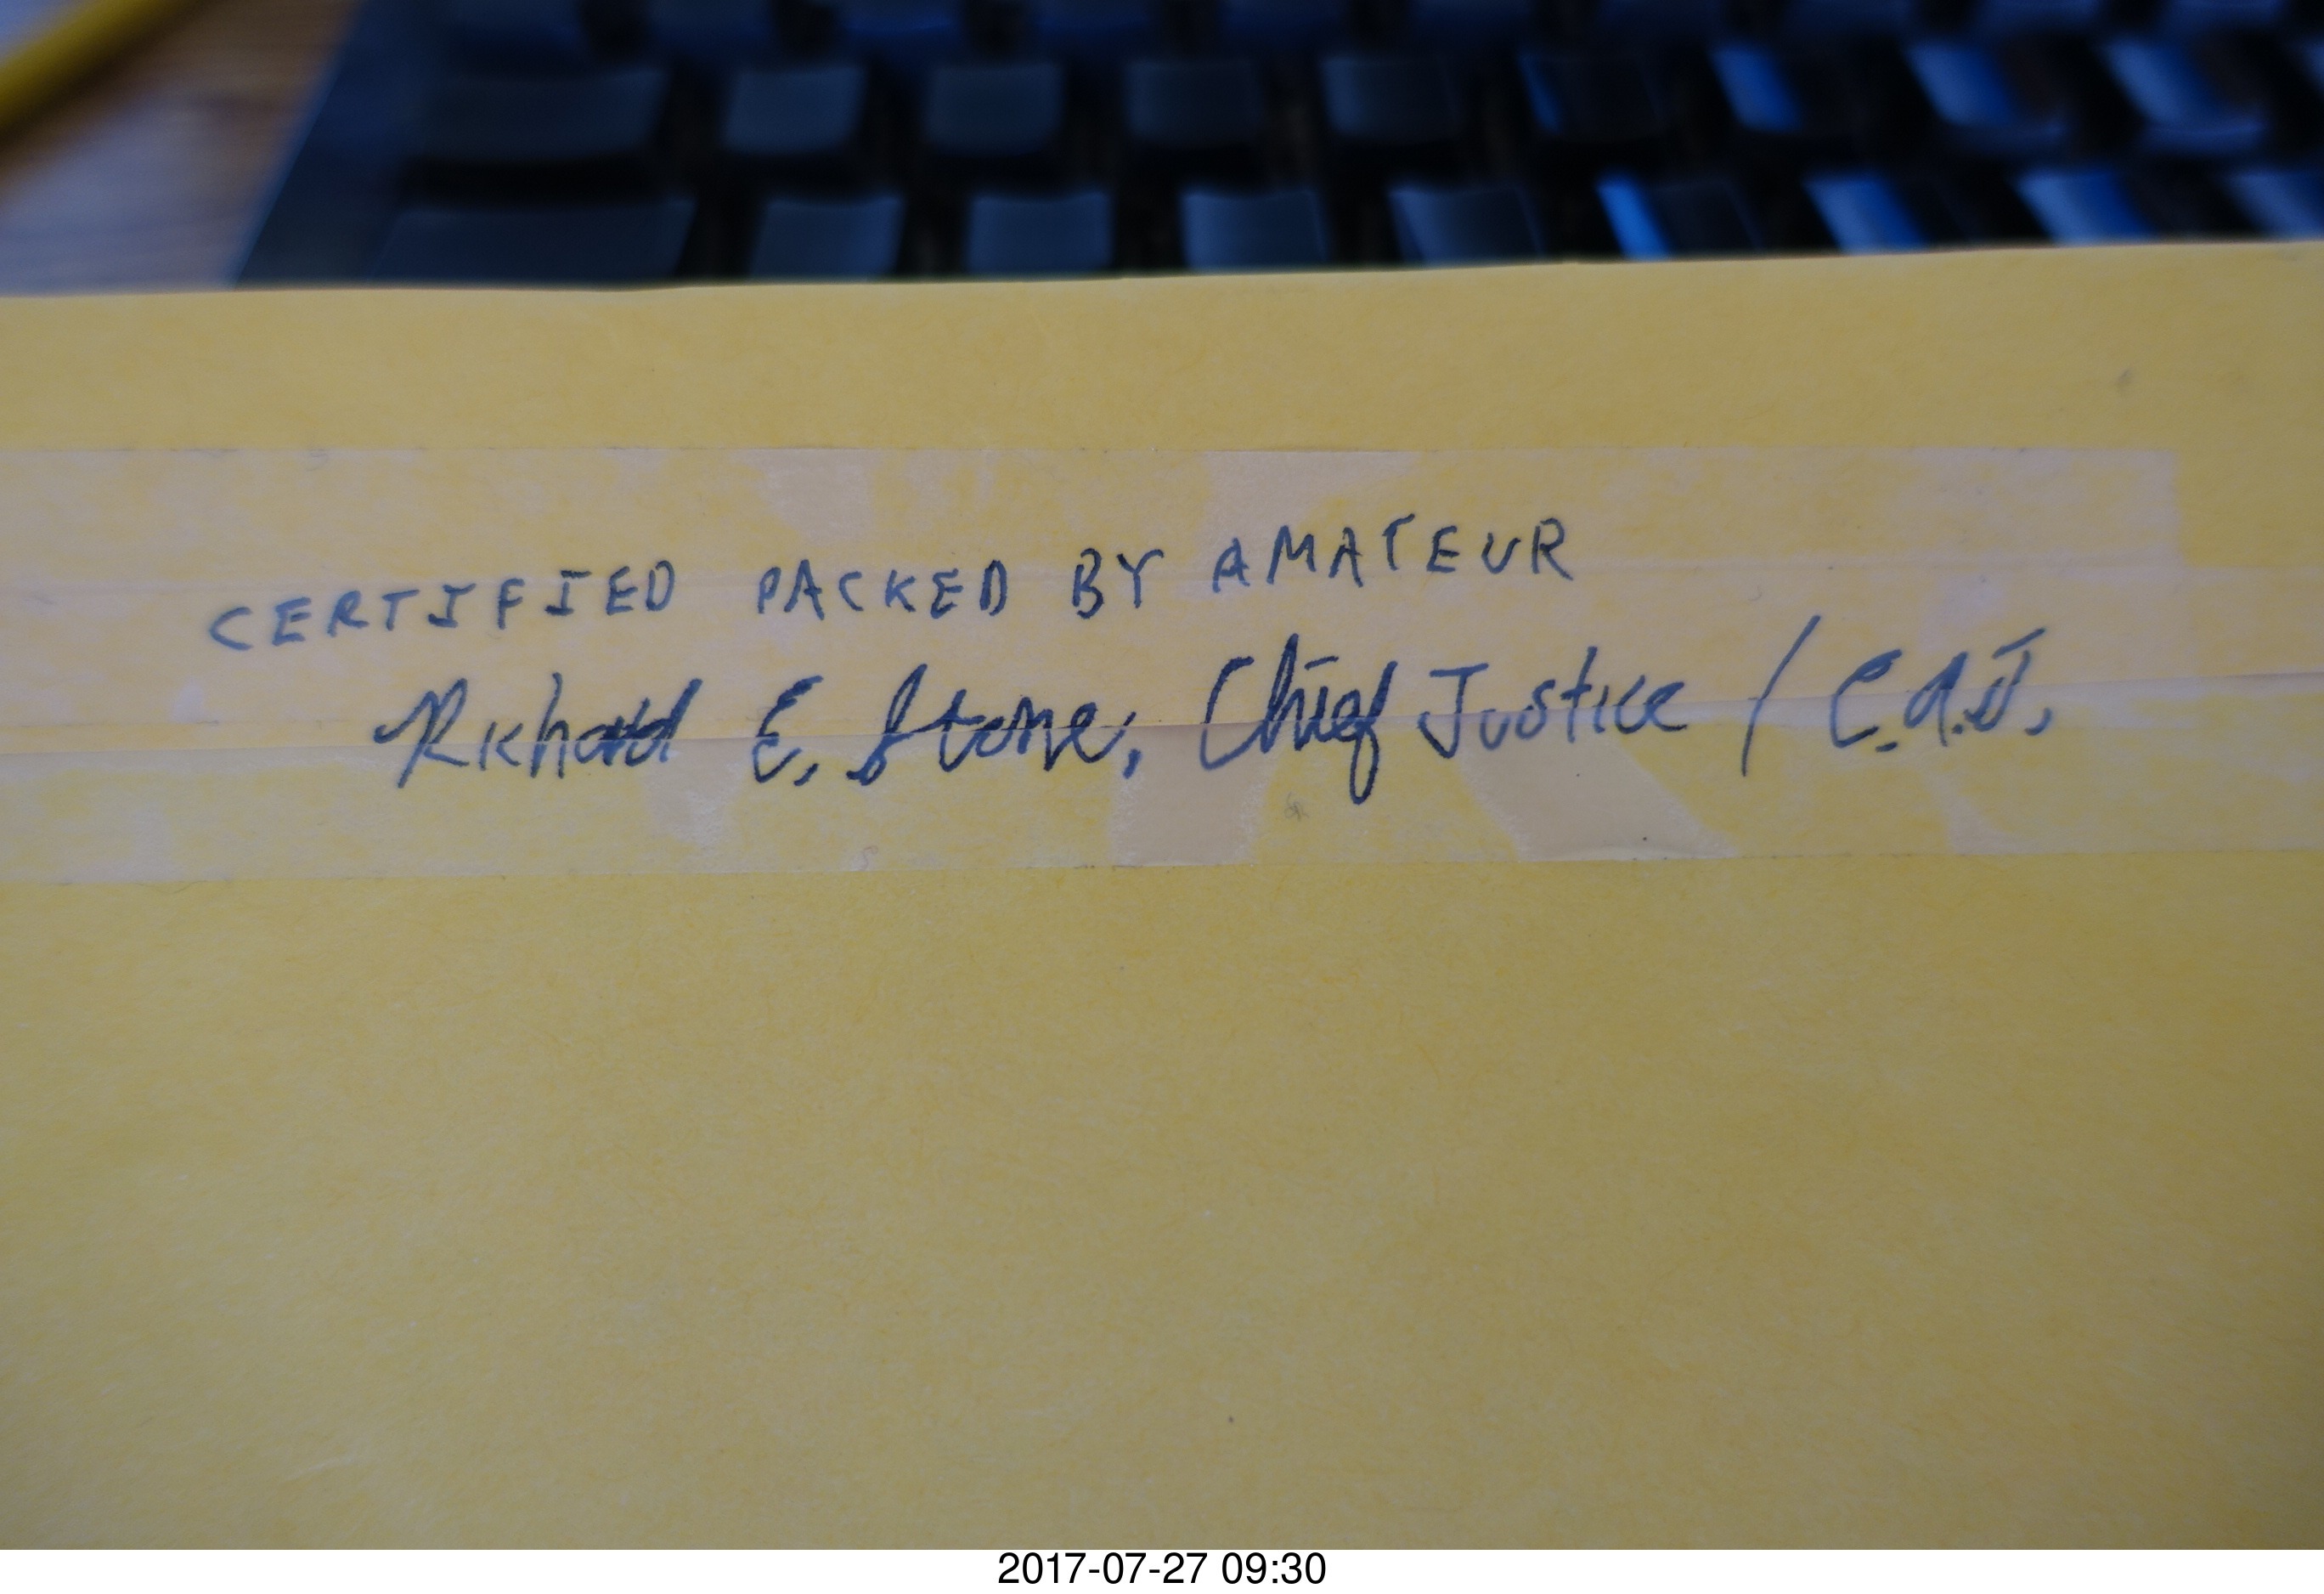 CERTIFIED PACKED BY AMATEUR
Richard E. Stone, Chief Justice / C.A.J.
2017-07-27 09:30